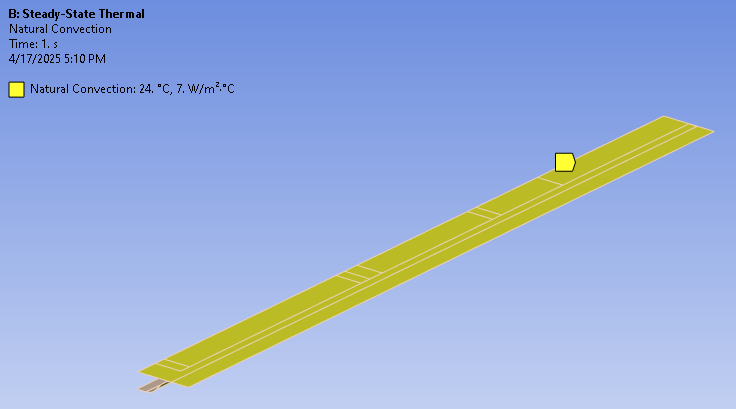 B: Steady-State Thermal
Natural Convection
Time: 1. s
4/17/2025 5:10 PM
Natural Convection: 24. °C, 7. W/m²·°C